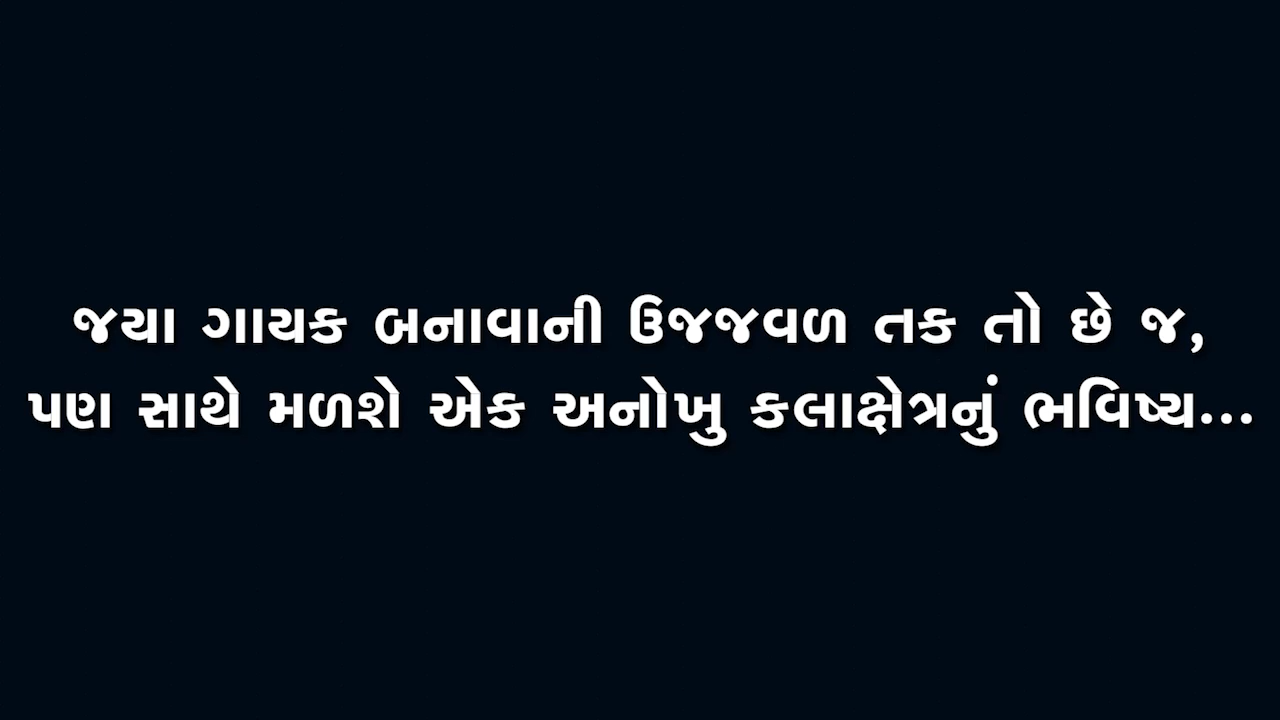 જયા ગાયક બનાવાની ઉજજવળ તક તો છે જ,
પણ સાથે મળશે એક અનોખુ કલાક્ષેત્રનું ભવિષ્ય...